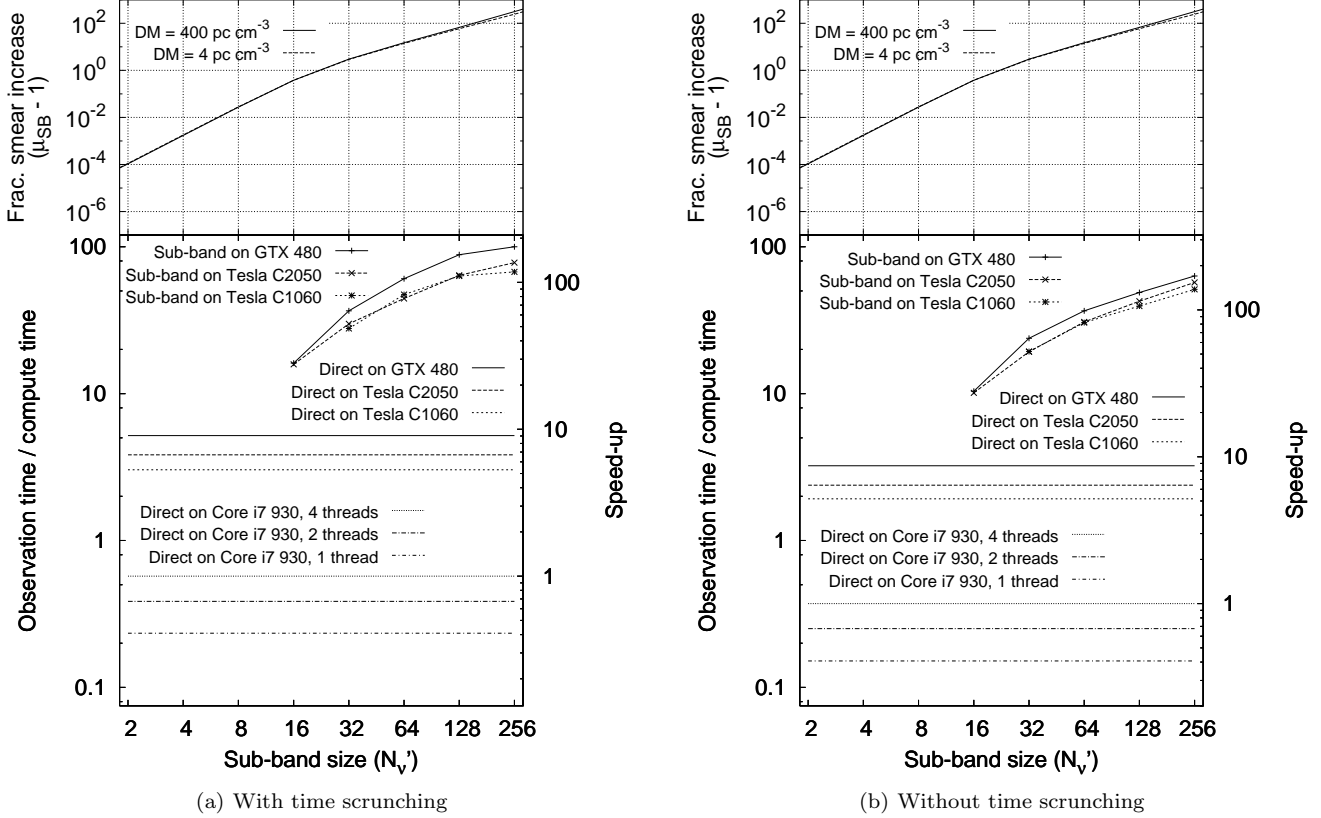 Frac. smear increase
(μSB - 1)
10^2
10^0
10^-2
10^-4
10^-6
DM = 400 pc cm^-3
DM = 4 pc cm^-3
Observation time / compute time
100
10
1
0.1
Sub-band on GTX 480
Sub-band on Tesla C2050
Sub-band on Tesla C1060
Direct on GTX 480
Direct on Tesla C2050
Direct on Tesla C1060
Direct on Core i7 930, 4 threads
Direct on Core i7 930, 2 threads
Direct on Core i7 930, 1 thread
100
10
1
Speed-up
2 4 8 16 32 64 128 256
Sub-band size (Nν')
(a) With time scrunching
Frac. smear increase
(μSB - 1)
10^2
10^0
10^-2
10^-4
10^-6
DM = 400 pc cm^-3
DM = 4 pc cm^-3
Observation time / compute time
100
10
1
0.1
Sub-band on GTX 480
Sub-band on Tesla C2050
Sub-band on Tesla C1060
Direct on GTX 480
Direct on Tesla C2050
Direct on Tesla C1060
Direct on Core i7 930, 4 threads
Direct on Core i7 930, 2 threads
Direct on Core i7 930, 1 thread
100
10
1
Speed-up
2 4 8 16 32 64 128 256
Sub-band size (Nν')
(b) Without time scrunching